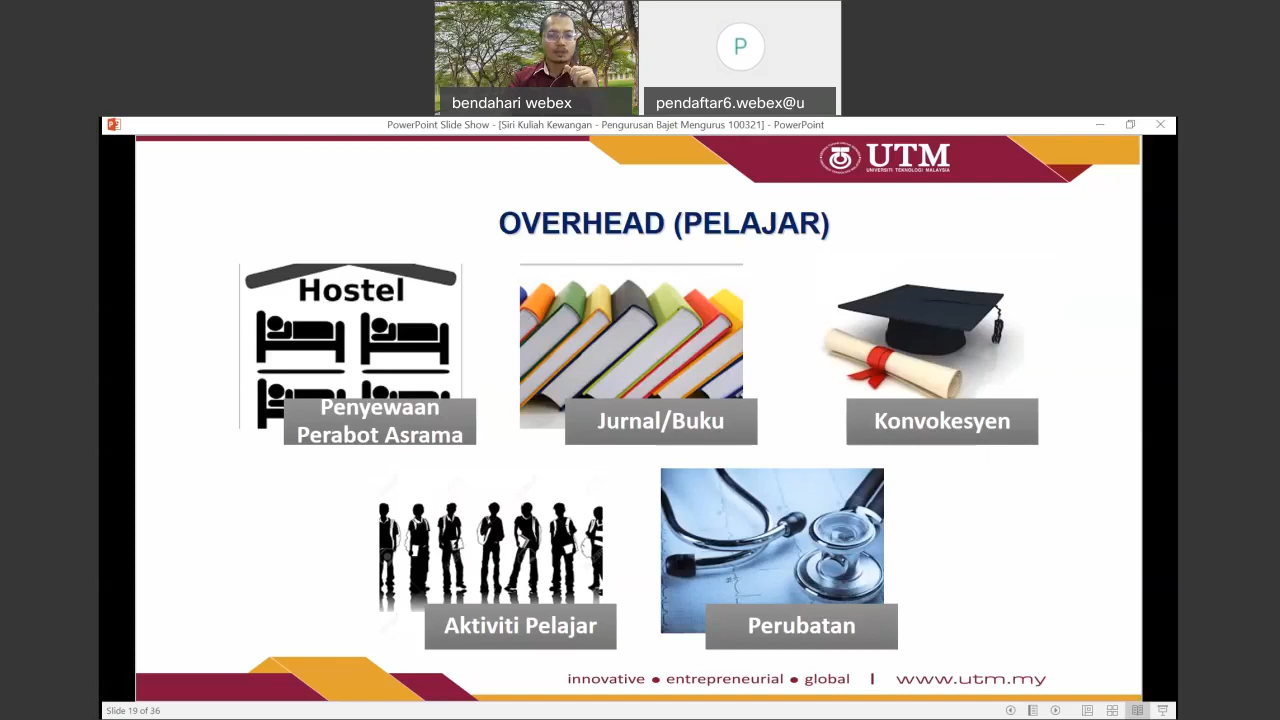 P
bendahari webex
pendaftar6.webex@u
PowerPoint Slide Show - [Siri Kuliah Kewangan - Pengurusan Bajet Mengurus 100321] - PowerPoint
UTM
UNIVERSITI TEKNOLOGI MALAYSIA
OVERHEAD (PELAJAR)
Hostel
Penyewaan
Perabot Asrama
Jurnal/Buku
Konvokesyen
Aktiviti Pelajar
Perubatan
innovative ● entrepreneurial ● global | www.utm.my
Slide 19 of 36